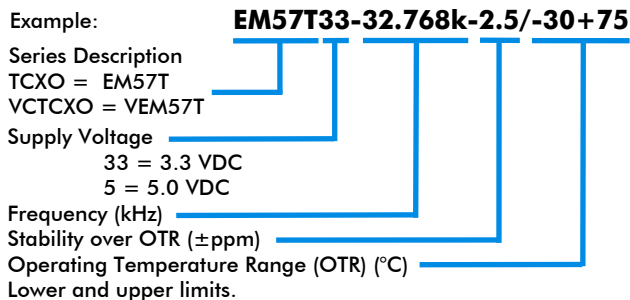 Example: EM57T33-32.768k-2.5/-30+75
Series Description
TCXO = EM57T
VCTCXO = VEM57T
Supply Voltage
33 = 3.3 VDC
5 = 5.0 VDC
Frequency (kHz)
Stability over OTR (±ppm)
Operating Temperature Range (OTR) (°C)
Lower and upper limits.